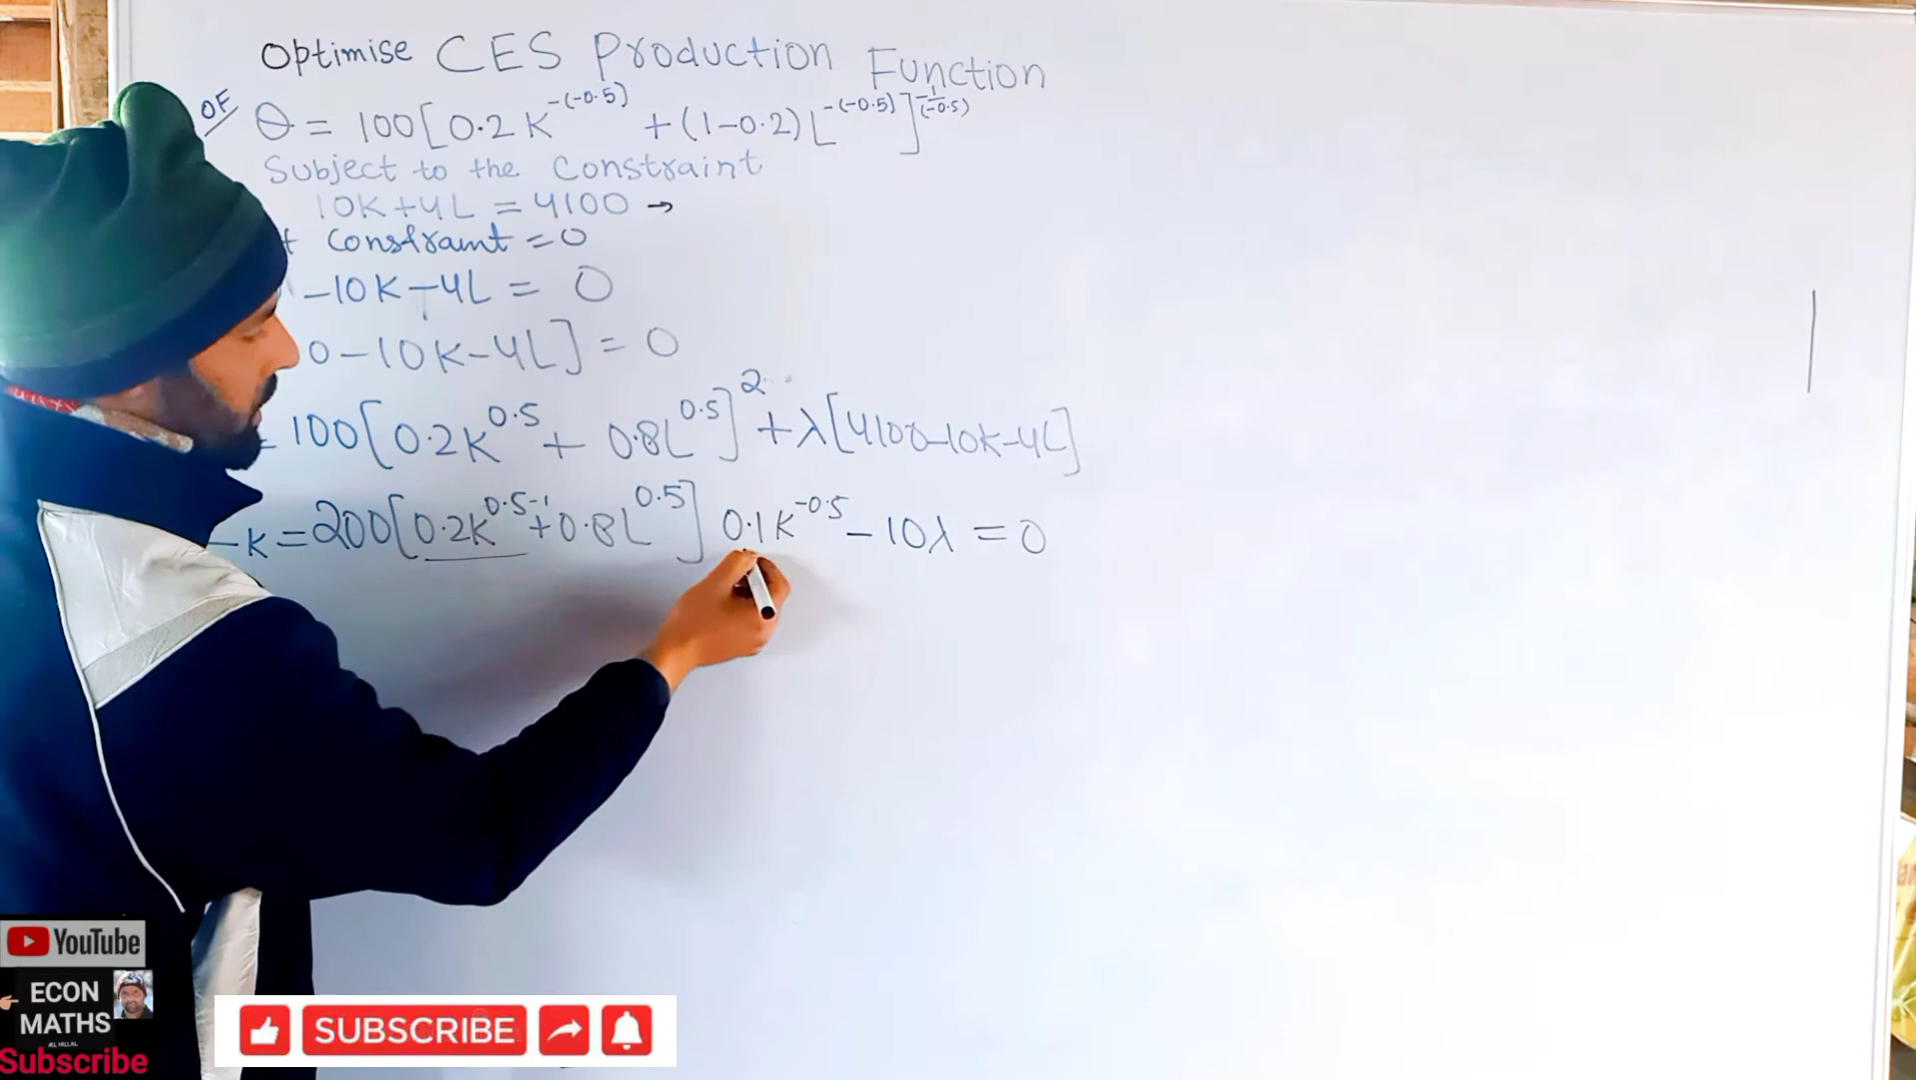 Optimise CES Production Function
OF Q = 100[0.2K^-(-0.5) + (1-0.2)L^-(-0.5)]^-1/(-0.5)
Subject to the Constraint
10K+4L = 4100 →
Constraint = 0
-10K-4L = 0
0-10K-4L] = 0
100[0.2K^0.5 + 0.8L^0.5]^2 + λ[4100-10K-4L]
K = 200[0.2K^0.5-1 + 0.8L^0.5] 0.1K^-0.5 - 10λ = 0
YouTube
ECON
MATHS
Subscribe
SUBSCRIBE